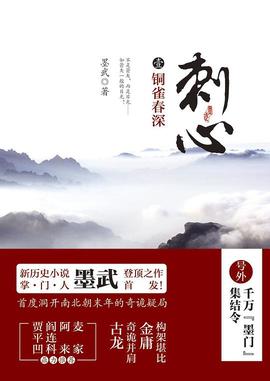 刺心
壹
铜雀春深
墨武
著
号外
千万『墨门』
集结令
新历史小说
掌·门·人
墨武
登顶之作
首发！
首度洞开南北朝末年的奇诡疑局
贾平凹
阎连科
阿来
麦家
构架堪比
金庸
奇诡并肩
古龙